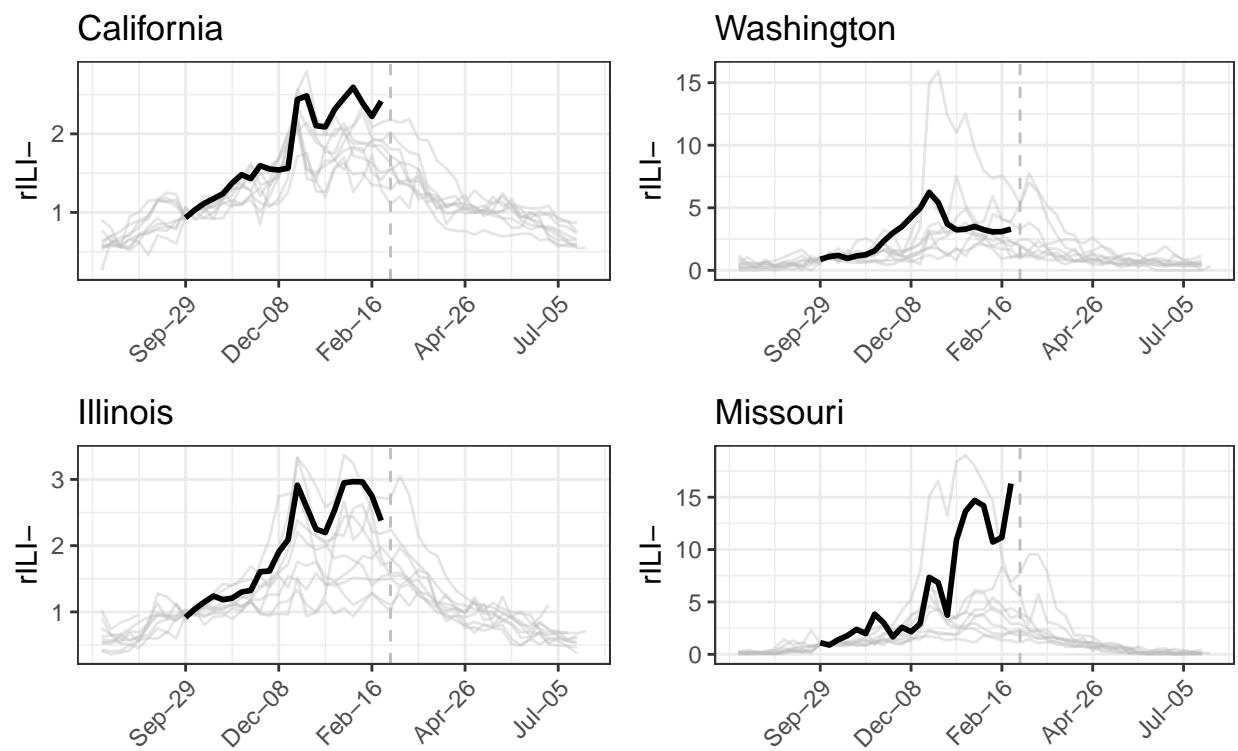 California
rILI−
2
1
Sep−29
Dec−08
Feb−16
Apr−26
Jul−05
Washington
rILI−
15
10
5
0
Sep−29
Dec−08
Feb−16
Apr−26
Jul−05
Illinois
rILI−
3
2
1
Sep−29
Dec−08
Feb−16
Apr−26
Jul−05
Missouri
rILI−
15
10
5
0
Sep−29
Dec−08
Feb−16
Apr−26
Jul−05